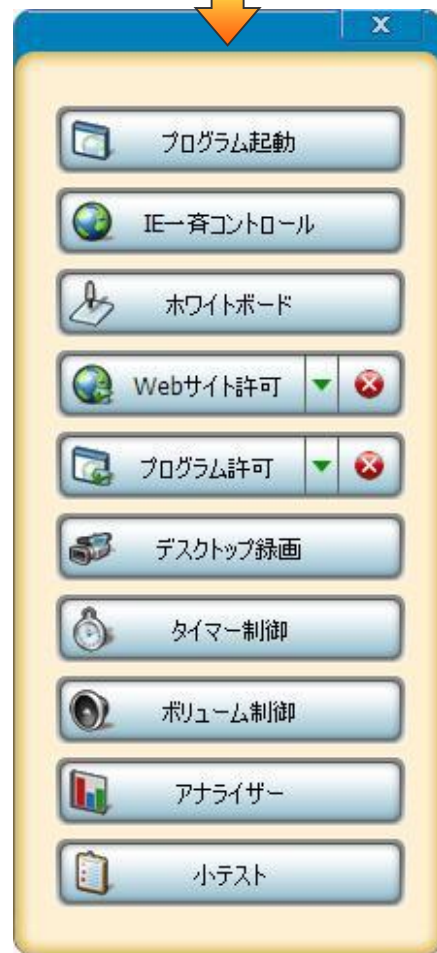 X
プログラム起動
IE一斉コントロール
ホワイトボード
Webサイト許可
プログラム許可
デスクトップ録画
タイマー制御
ボリューム制御
アナライザー
小テスト